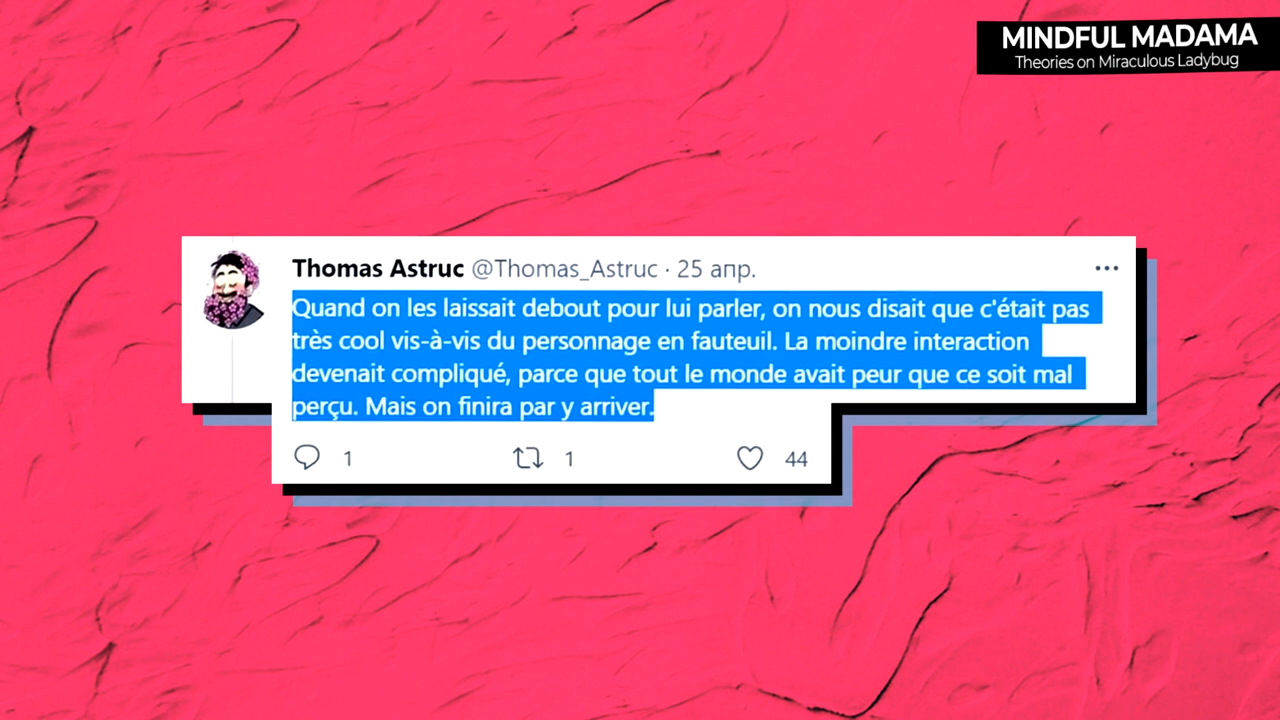 MINDFUL MADAMA
Theories on Miraculous Ladybug
Thomas Astruc @Thomas_Astruc · 25 апр.
Quand on les laissait debout pour lui parler, on nous disait que c'était pas
très cool vis-à-vis du personnage en fauteuil. La moindre interaction
devenait compliqué, parce que tout le monde avait peur que ce soit mal
perçu. Mais on finira par y arriver.
1 1 44